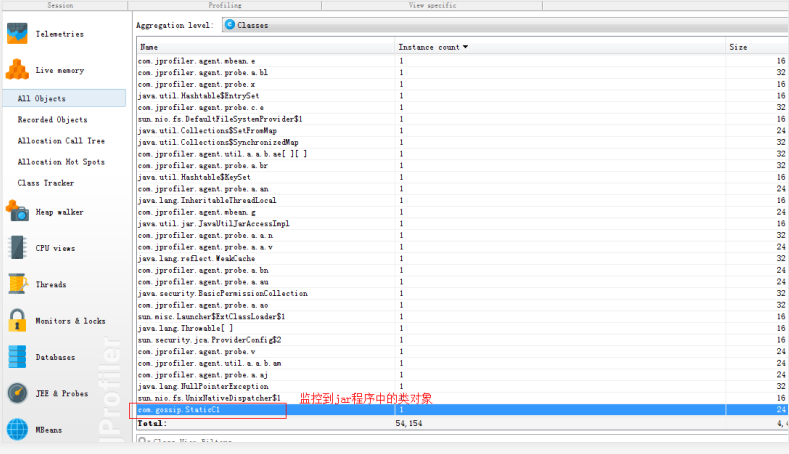 Session Profiling View specific
Telemetries
Live memory
All Objects
Recorded Objects
Allocation Call Tree
Allocation Hot Spots
Class Tracker
Heap walker
CPU views
Threads
Monitors & locks
Databases
JEE & Probes
MBeans
JProfiler
Aggregation level: Classes
Name Instance count Size
com.jprofiler.agent.mbean.e 1 16
com.jprofiler.agent.probe.a.bl 1 32
com.jprofiler.agent.probe.x 1 24
java.util.Hashtable$EntrySet 1 16
com.jprofiler.agent.probe.c.e 1 32
sun.nio.fs.DefaultFileSystemProvider$1 1 16
java.util.Collections$SetFromMap 1 24
java.util.Collections$SynchronizedMap 1 32
com.jprofiler.agent.util.a.a.b.ae[ ][ ] 1 32
com.jprofiler.agent.probe.a.br 1 32
java.util.Hashtable$KeySet 1 16
com.jprofiler.agent.probe.a.an 1 24
java.lang.InheritableThreadLocal 1 16
com.jprofiler.agent.mbean.g 1 24
java.util.jar.JavaUtilJarAccessImpl 1 16
com.jprofiler.agent.probe.a.a.n 1 32
com.jprofiler.agent.probe.a.a.v 1 24
java.lang.reflect.WeakCache 1 32
com.jprofiler.agent.probe.a.bn 1 24
com.jprofiler.agent.probe.a.au 1 24
java.security.BasicPermissionCollection 1 32
com.jprofiler.agent.probe.a.ao 1 32
sun.misc.Launcher$ExtClassLoader$1 1 16
java.lang.Throwable[ ] 1 16
sun.security.jca.ProviderConfig$2 1 16
com.jprofiler.agent.probe.v 1 24
com.jprofiler.agent.util.a.a.b.am 1 32
com.jprofiler.agent.probe.a.aj 1 24
java.lang.NullPointerException 1 32
sun.nio.fs.UnixNativeDispatcher$1 1 16
监控到jar程序中的类对象
com.gossip.StaticC1 1 24
Total: 54,154
Class View Filters